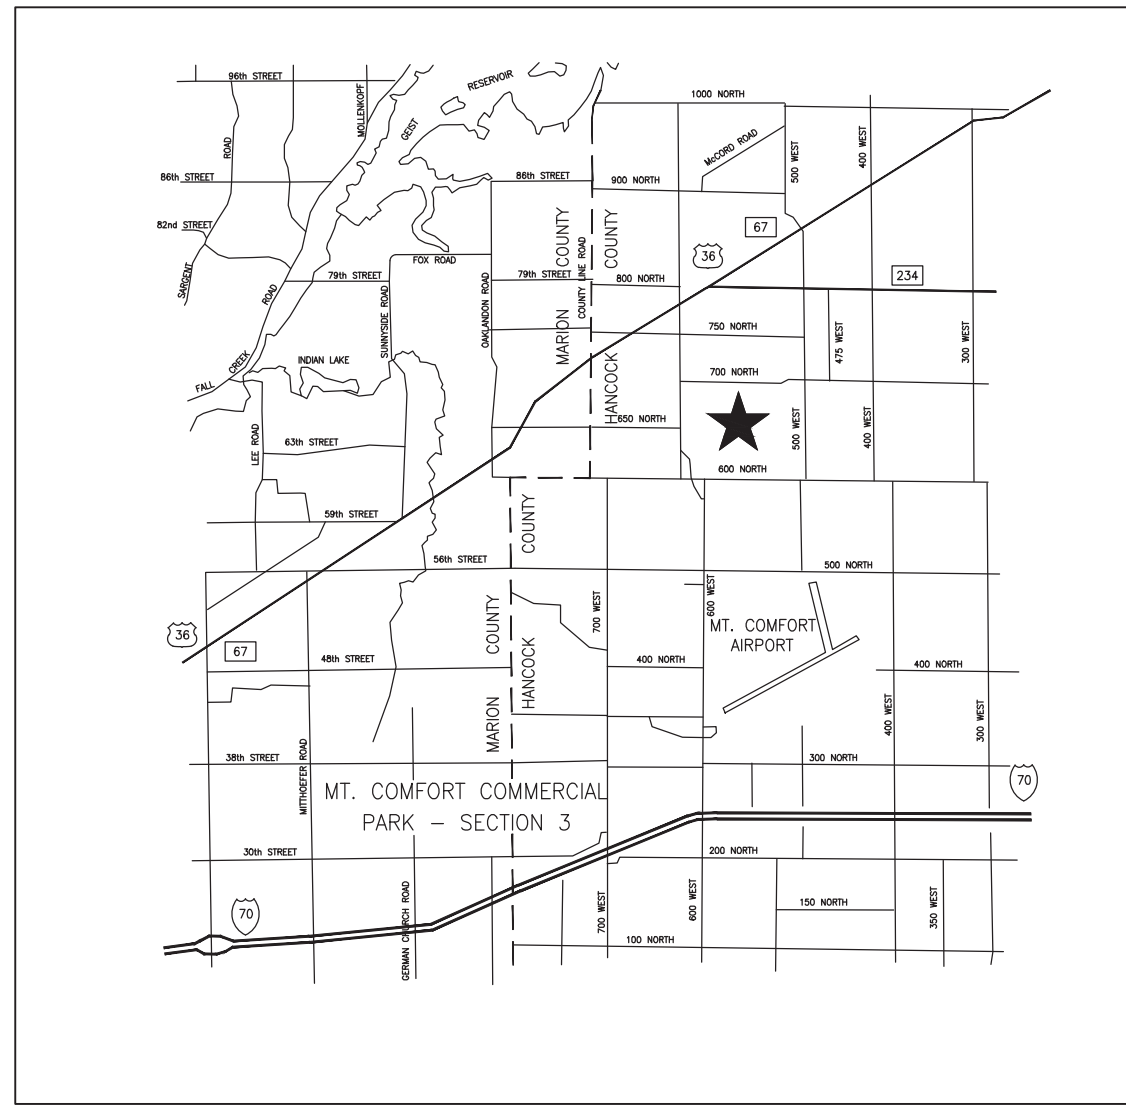 96th STREET
MOLLENKOPF
RESERVOIR
GEIST
1000 NORTH
ROAD
McCORD ROAD
500 WEST
400 WEST
86th STREET
86th STREET
900 NORTH
82nd STREET
MARION COUNTY
COUNTY LINE ROAD
HANCOCK COUNTY
67
36
FOX ROAD
SARGENT
ROAD
79th STREET
SUNNYSIDE ROAD
OAKLANDON ROAD
79th STREET
800 NORTH
234
750 NORTH
475 WEST
300 WEST
FALL CREEK
INDIAN LAKE
700 NORTH
LEE ROAD
63th STREET
650 NORTH
500 WEST
400 WEST
600 NORTH
59th STREET
COUNTY
56th STREET
500 NORTH
700 WEST
600 WEST
MARION COUNTY
HANCOCK
MT. COMFORT
AIRPORT
36
67
48th STREET
400 NORTH
400 NORTH
400 WEST
300 WEST
38th STREET
MITTHOEFER ROAD
300 NORTH
70
MT. COMFORT COMMERCIAL
PARK – SECTION 3
30th STREET
200 NORTH
GERMAN CHURCH ROAD
700 WEST
600 WEST
150 NORTH
350 WEST
70
100 NORTH